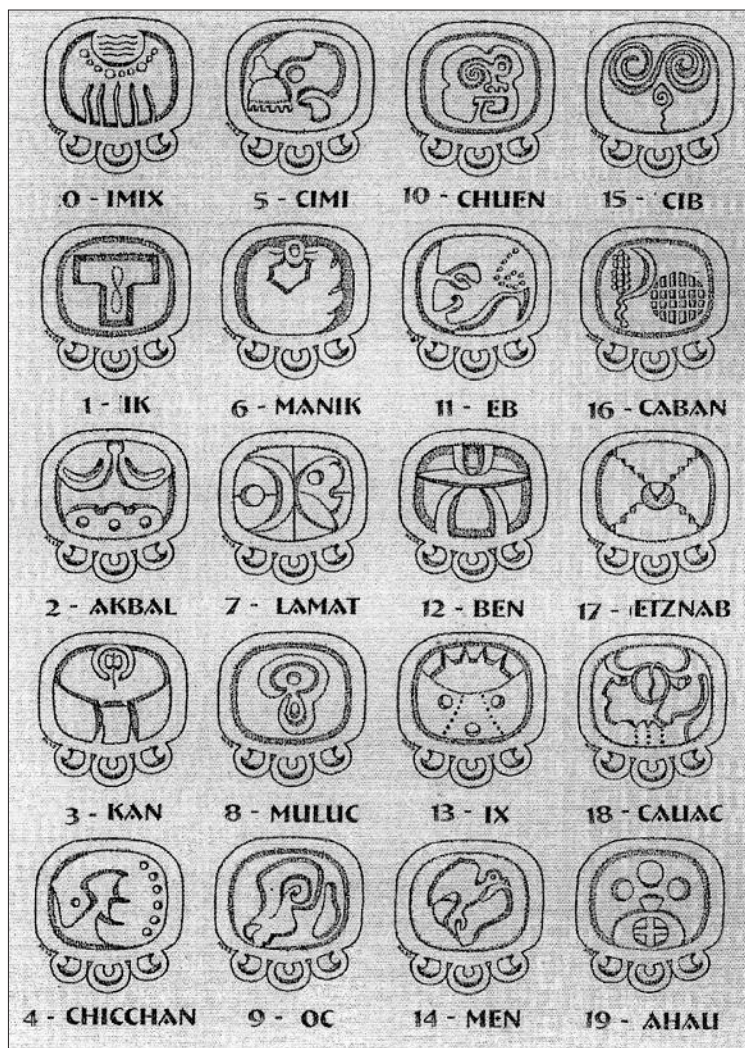 0 - IMIX 5 - CIMI 10 - CHUEN 15 - CIB
1 - IK 6 - MANIK 11 - EB 16 - CABAN
2 - AKBAL 7 - LAMAT 12 - BEN 17 - ETZNAB
3 - KAN 8 - MULUC 13 - IX 18 - CAUAC
4 - CHICCHAN 9 - OC 14 - MEN 19 - AHAU